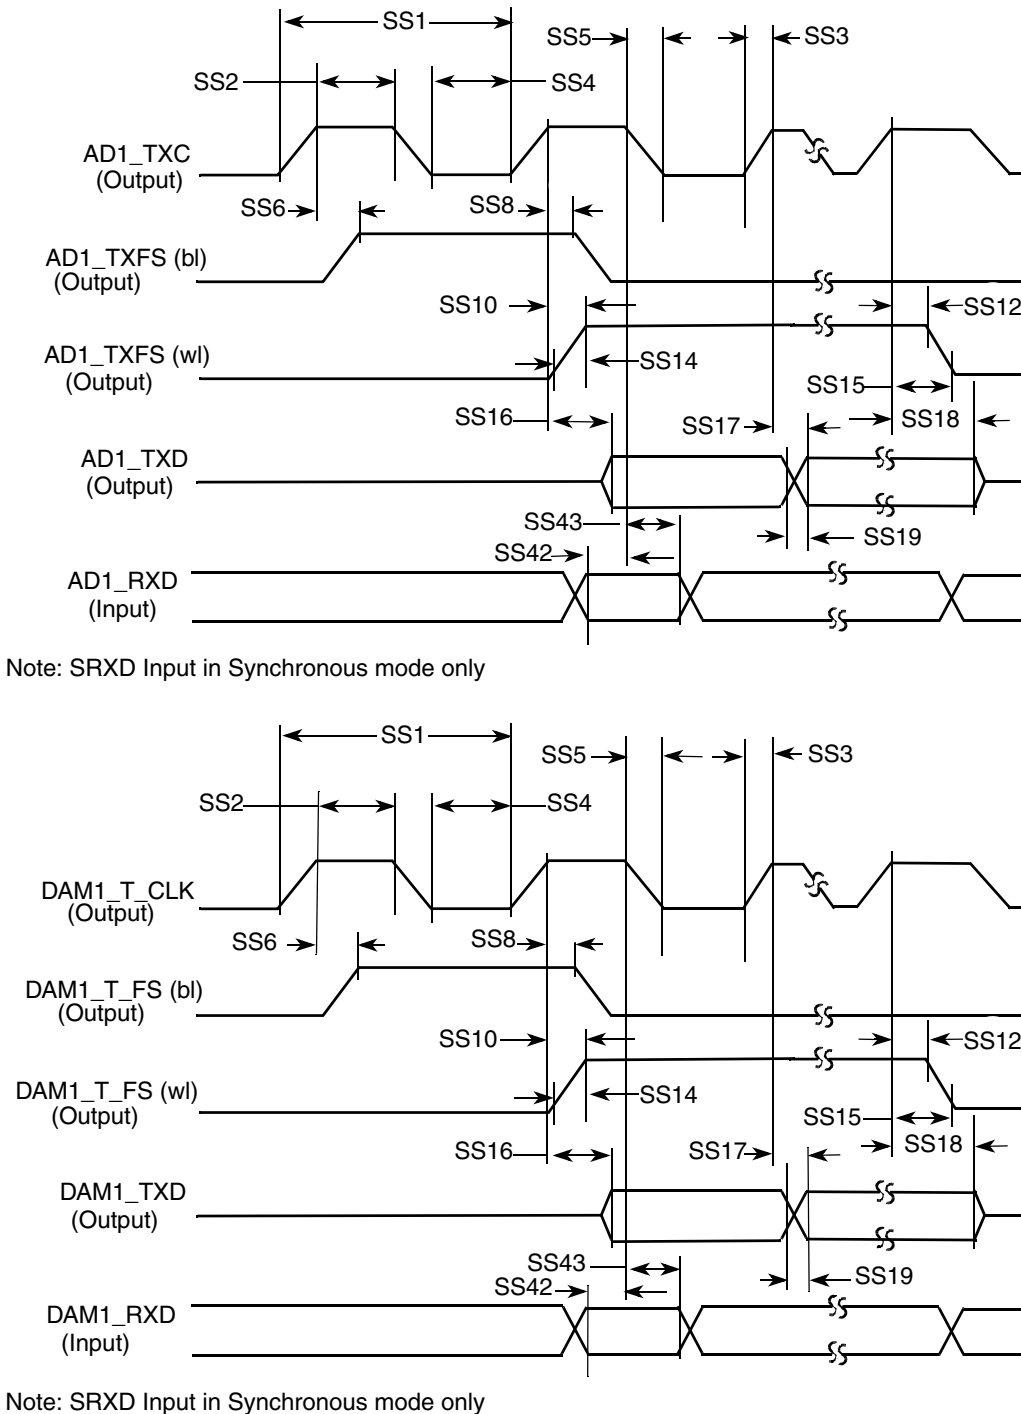 SS1
SS5
SS3
SS2
SS4
AD1_TXC
(Output)
SS6
SS8
AD1_TXFS (bl)
(Output)
SS10
SS12
AD1_TXFS (wl)
(Output)
SS14
SS15
SS16
SS17
SS18
AD1_TXD
(Output)
SS43
SS19
SS42
AD1_RXD
(Input)
Note: SRXD Input in Synchronous mode only
SS1
SS5
SS3
SS2
SS4
DAM1_T_CLK
(Output)
SS6
SS8
DAM1_T_FS (bl)
(Output)
SS10
SS12
DAM1_T_FS (wl)
(Output)
SS14
SS15
SS16
SS17
SS18
DAM1_TXD
(Output)
SS43
SS19
SS42
DAM1_RXD
(Input)
Note: SRXD Input in Synchronous mode only